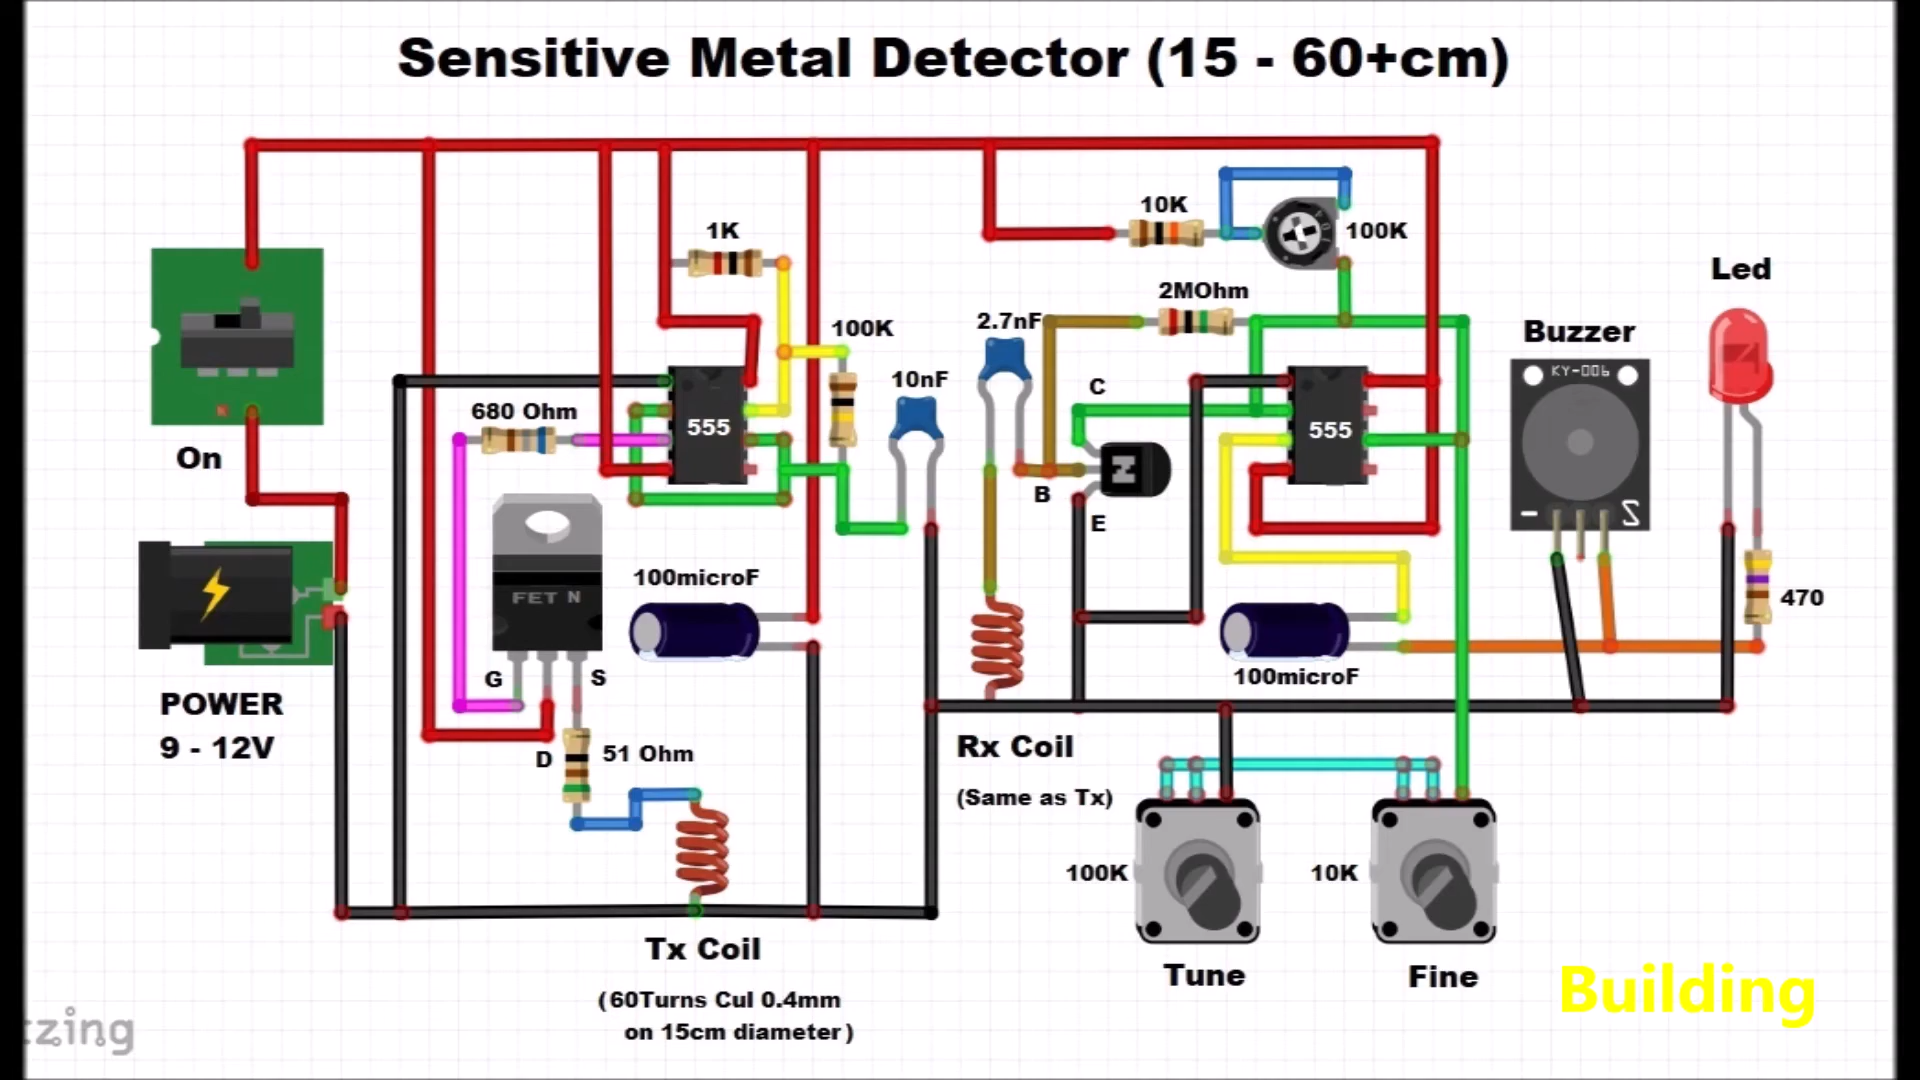 Sensitive Metal Detector (15 - 60+cm)
10K
100K
1K
Led
2MOhm
100K
2.7nF
Buzzer
KY-006
10nF
C
680 Ohm
555
555
On
B
E
- S
100microF
FET N
470
G
S
100microF
POWER
9 - 12V
D
51 Ohm
Rx Coil
(Same as Tx)
100K
10K
Tx Coil
Tune
Fine
(60Turns Cul 0.4mm
on 15cm diameter)
Building
zing